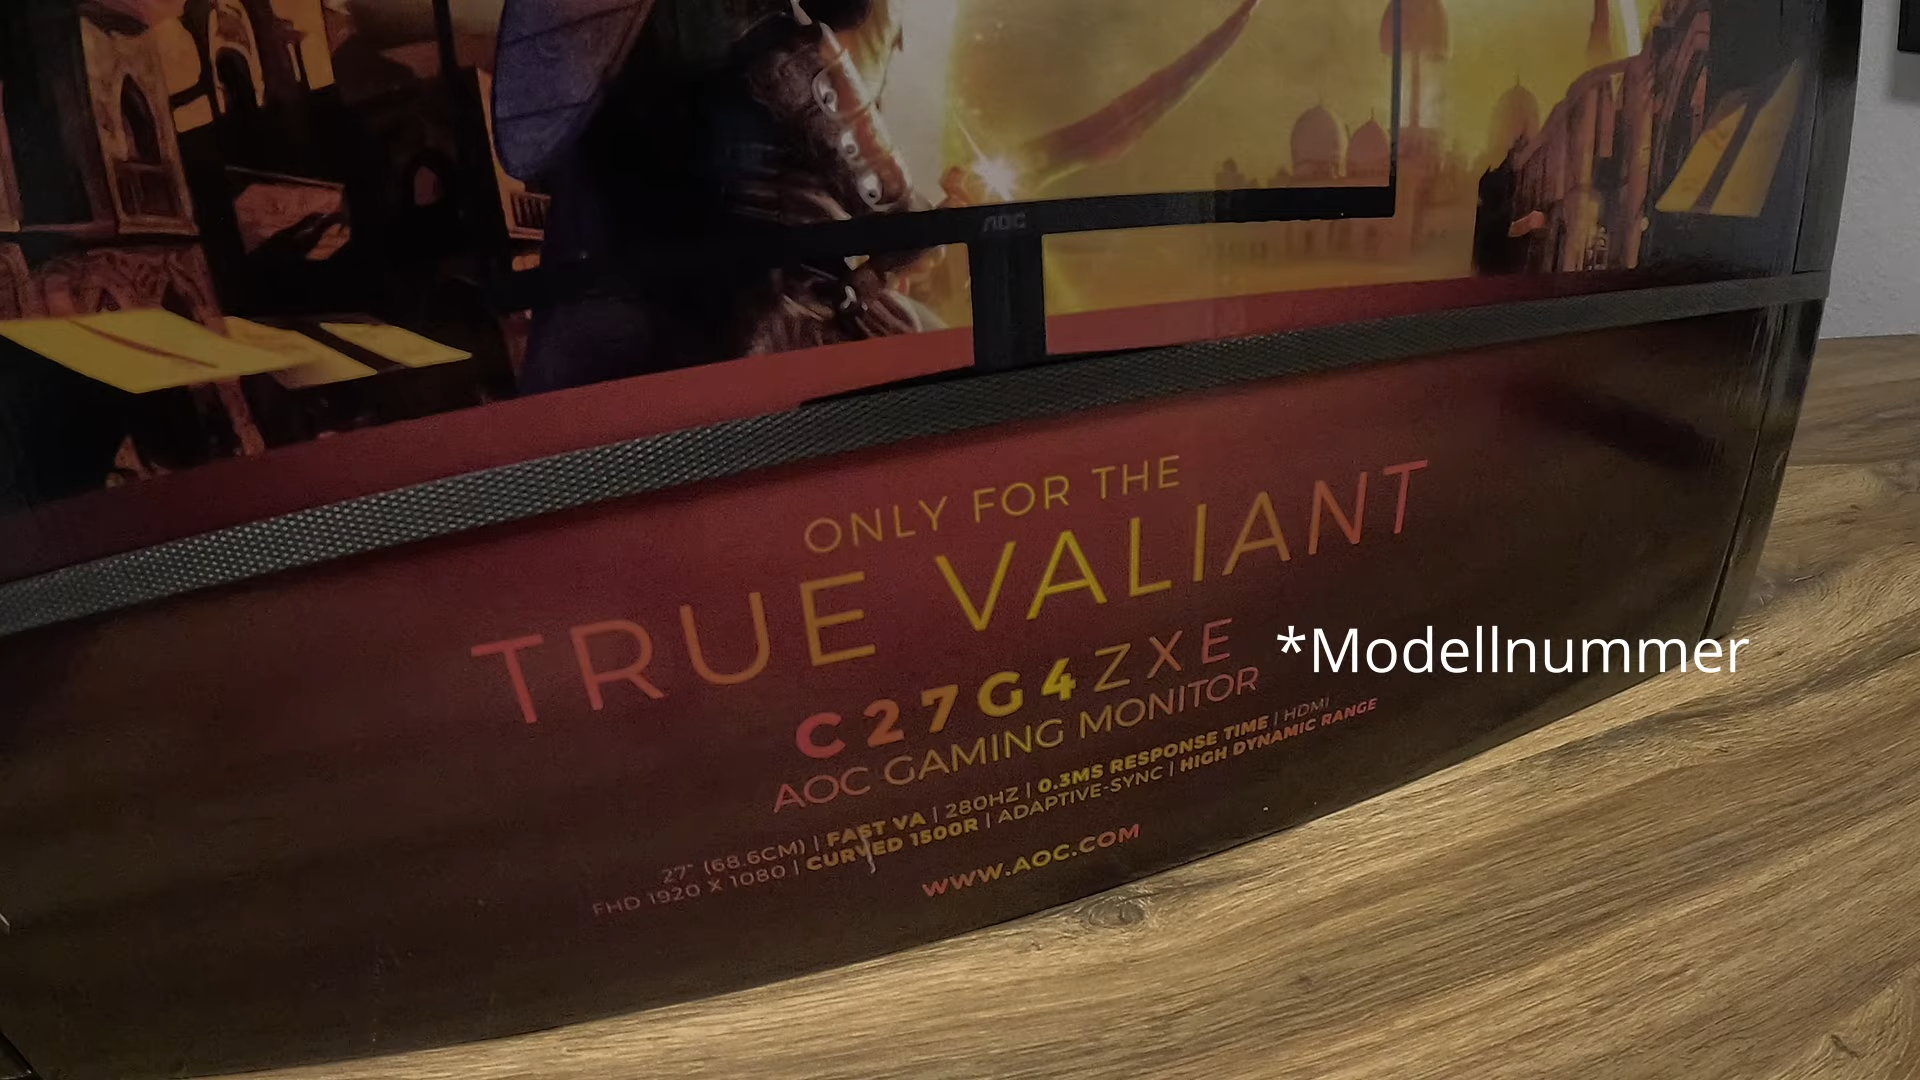 AOC
ONLY FOR THE
TRUE VALIANT
C27G4ZXE
*Modellnummer
AOC GAMING MONITOR
27" (68.6CM) | FAST VA | 280HZ | 0.3MS RESPONSE TIME | HDMI
FHD 1920 X 1080 | CURVED 1500R | ADAPTIVE-SYNC | HIGH DYNAMIC RANGE
WWW.AOC.COM